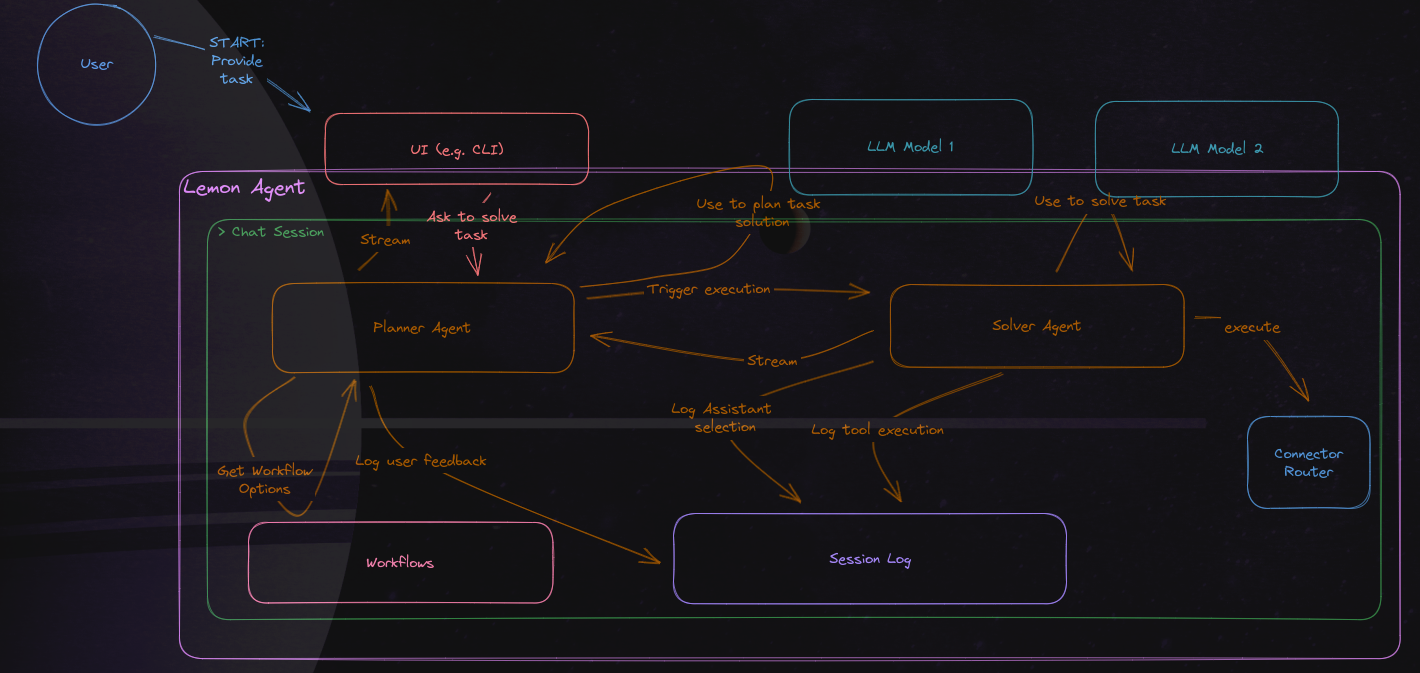 User
START:
Provide
task
UI (e.g. CLI)
LLM Model 1
LLM Model 2
Lemon Agent
Ask to solve
task
Use to plan task
solution
Use to solve task
> Chat Session
Stream
Trigger execution
Planner Agent
Solver Agent
execute
Stream
Log Assistant
selection
Log tool execution
Get Workflow
Options
Log user feedback
Connector
Router
Workflows
Session Log